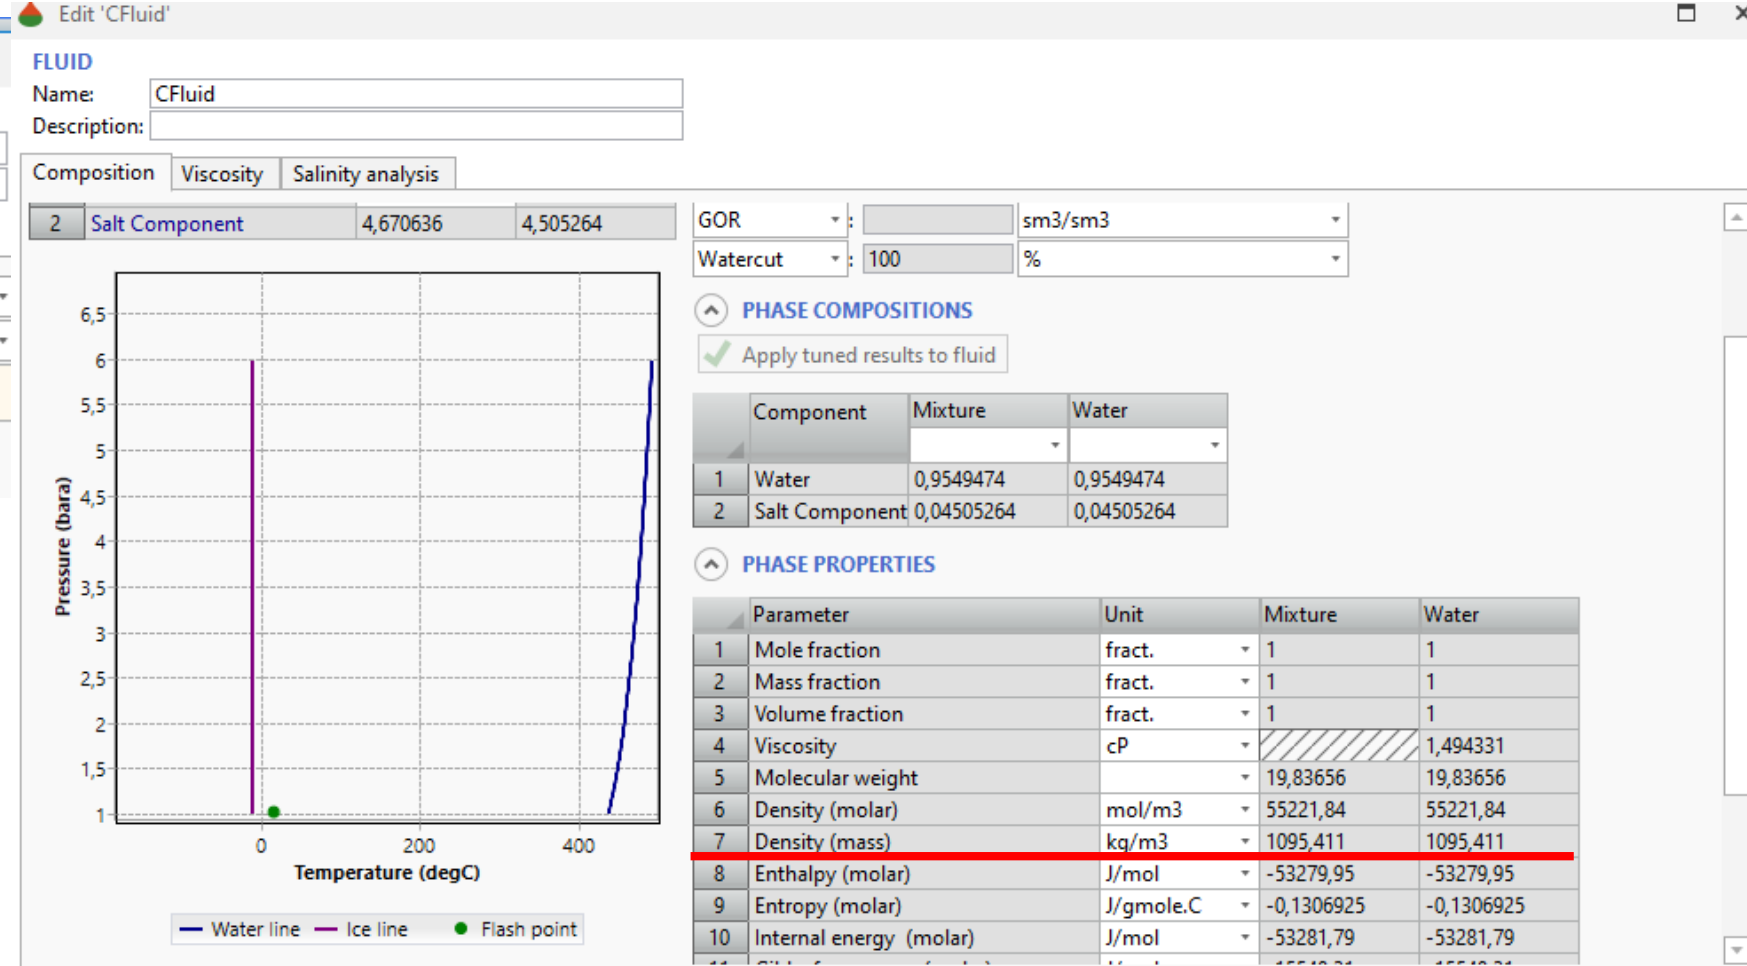 Edit 'CFluid'
FLUID
Name: CFluid
Description:
Composition Viscosity Salinity analysis
2 Salt Component 4,670636 4,505264
6,5
6
5,5
5
4,5
4
3,5
3
2,5
2
1,5
1
Pressure (bara)
0 200 400
Temperature (degC)
Water line Ice line Flash point
GOR : sm3/sm3
Watercut : 100 %
PHASE COMPOSITIONS
Apply tuned results to fluid
Component Mixture Water
1 Water 0,9549474 0,9549474
2 Salt Component 0,04505264 0,04505264
PHASE PROPERTIES
Parameter Unit Mixture Water
1 Mole fraction fract. 1 1
2 Mass fraction fract. 1 1
3 Volume fraction fract. 1 1
4 Viscosity cP 1,494331
5 Molecular weight 19,83656 19,83656
6 Density (molar) mol/m3 55221,84 55221,84
7 Density (mass) kg/m3 1095,411 1095,411
8 Enthalpy (molar) J/mol -53279,95 -53279,95
9 Entropy (molar) J/gmole.C -0,1306925 -0,1306925
10 Internal energy (molar) J/mol -53281,79 -53281,79